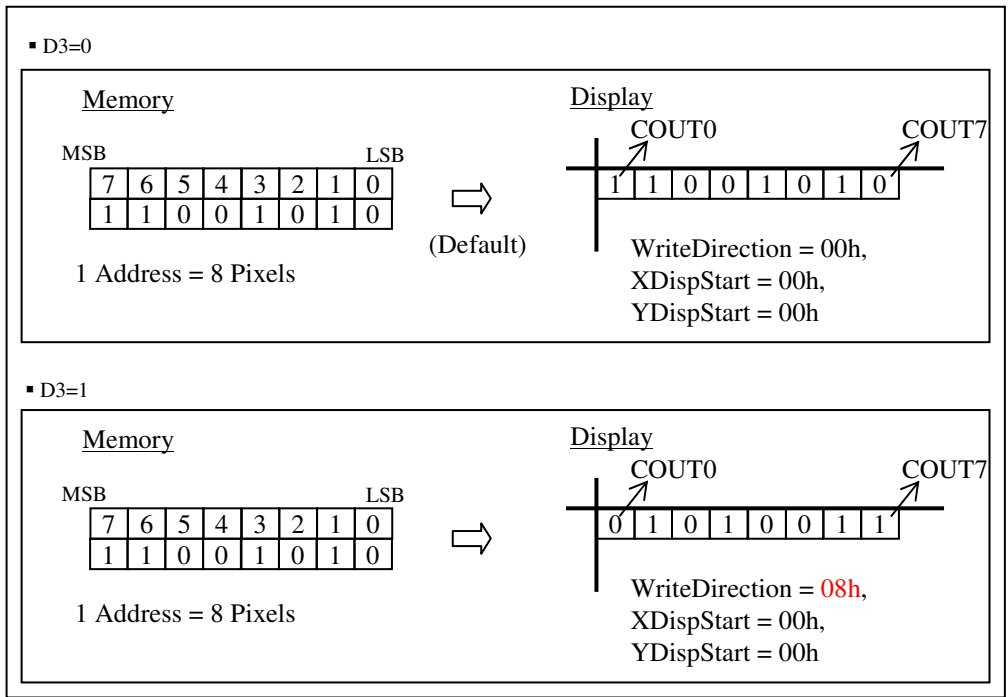 ▪ D3=0
Memory
Display
COUT0 COUT7
MSB LSB
7 6 5 4 3 2 1 0
1 1 0 0 1 0 1 0
1 1 0 0 1 0 1 0
(Default)
1 Address = 8 Pixels
WriteDirection = 00h,
XDispStart = 00h,
YDispStart = 00h
▪ D3=1
Memory
Display
COUT0 COUT7
MSB LSB
7 6 5 4 3 2 1 0
1 1 0 0 1 0 1 0
0 1 0 1 0 0 1 1
1 Address = 8 Pixels
WriteDirection = 08h,
XDispStart = 00h,
YDispStart = 00h